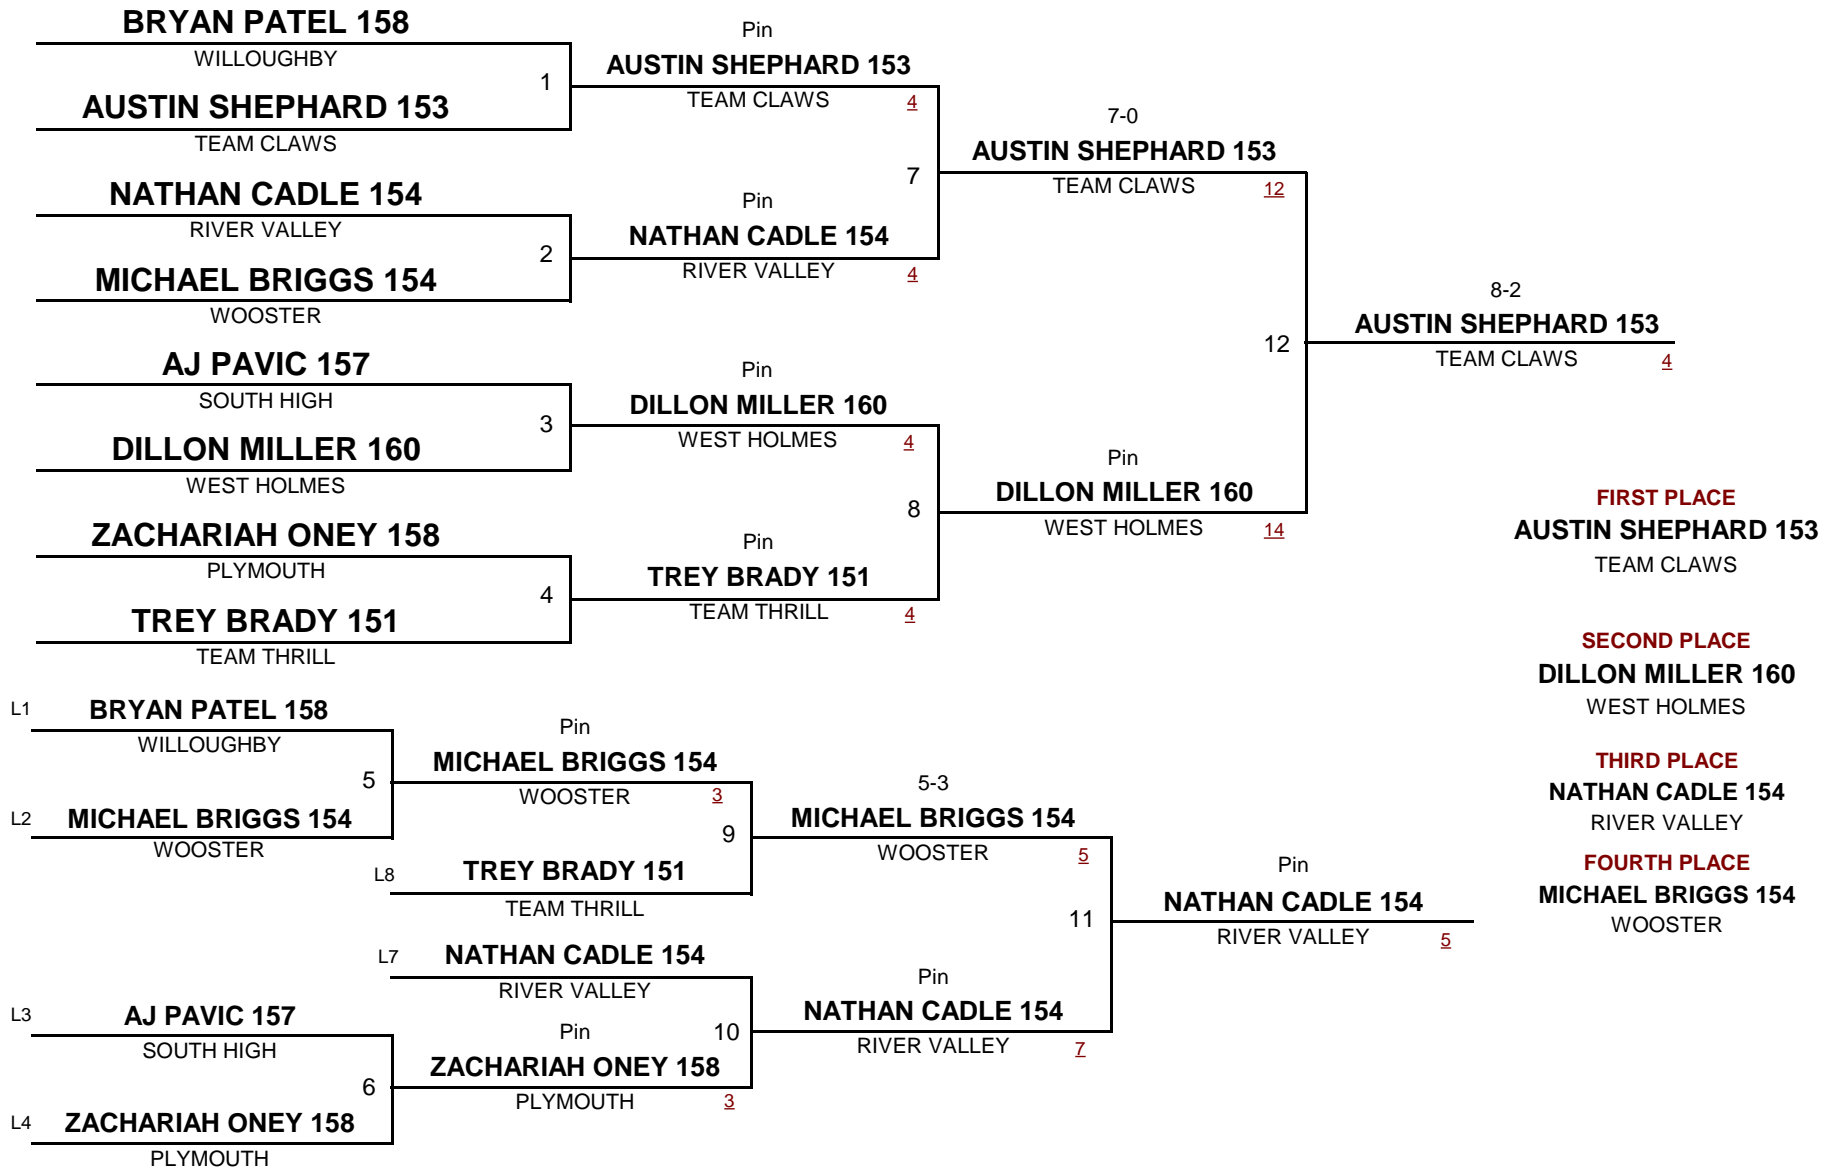 BRYAN PATEL 158
WILLOUGHBY
1
AUSTIN SHEPHARD 153
TEAM CLAWS
NATHAN CADLE 154
RIVER VALLEY
2
MICHAEL BRIGGS 154
WOOSTER
AJ PAVIC 157
SOUTH HIGH
3
DILLON MILLER 160
WEST HOLMES
ZACHARIAH ONEY 158
PLYMOUTH
4
TREY BRADY 151
TEAM THRILL
Pin
AUSTIN SHEPHARD 153
TEAM CLAWS 4
7
Pin
NATHAN CADLE 154
RIVER VALLEY 4
Pin
DILLON MILLER 160
WEST HOLMES 4
8
Pin
TREY BRADY 151
TEAM THRILL 4
7-0
AUSTIN SHEPHARD 153
TEAM CLAWS 12
12
Pin
DILLON MILLER 160
WEST HOLMES 14
8-2
AUSTIN SHEPHARD 153
TEAM CLAWS 4
L1 BRYAN PATEL 158
WILLOUGHBY
5
L2 MICHAEL BRIGGS 154
WOOSTER
L3 AJ PAVIC 157
SOUTH HIGH
6
L4 ZACHARIAH ONEY 158
PLYMOUTH
Pin
MICHAEL BRIGGS 154
WOOSTER 3
9
L8 TREY BRADY 151
TEAM THRILL
L7 NATHAN CADLE 154
RIVER VALLEY
10
Pin
ZACHARIAH ONEY 158
PLYMOUTH 3
5-3
MICHAEL BRIGGS 154
WOOSTER 5
11
Pin
NATHAN CADLE 154
RIVER VALLEY 7
Pin
NATHAN CADLE 154
RIVER VALLEY 5
FIRST PLACE
AUSTIN SHEPHARD 153
TEAM CLAWS
SECOND PLACE
DILLON MILLER 160
WEST HOLMES
THIRD PLACE
NATHAN CADLE 154
RIVER VALLEY
FOURTH PLACE
MICHAEL BRIGGS 154
WOOSTER